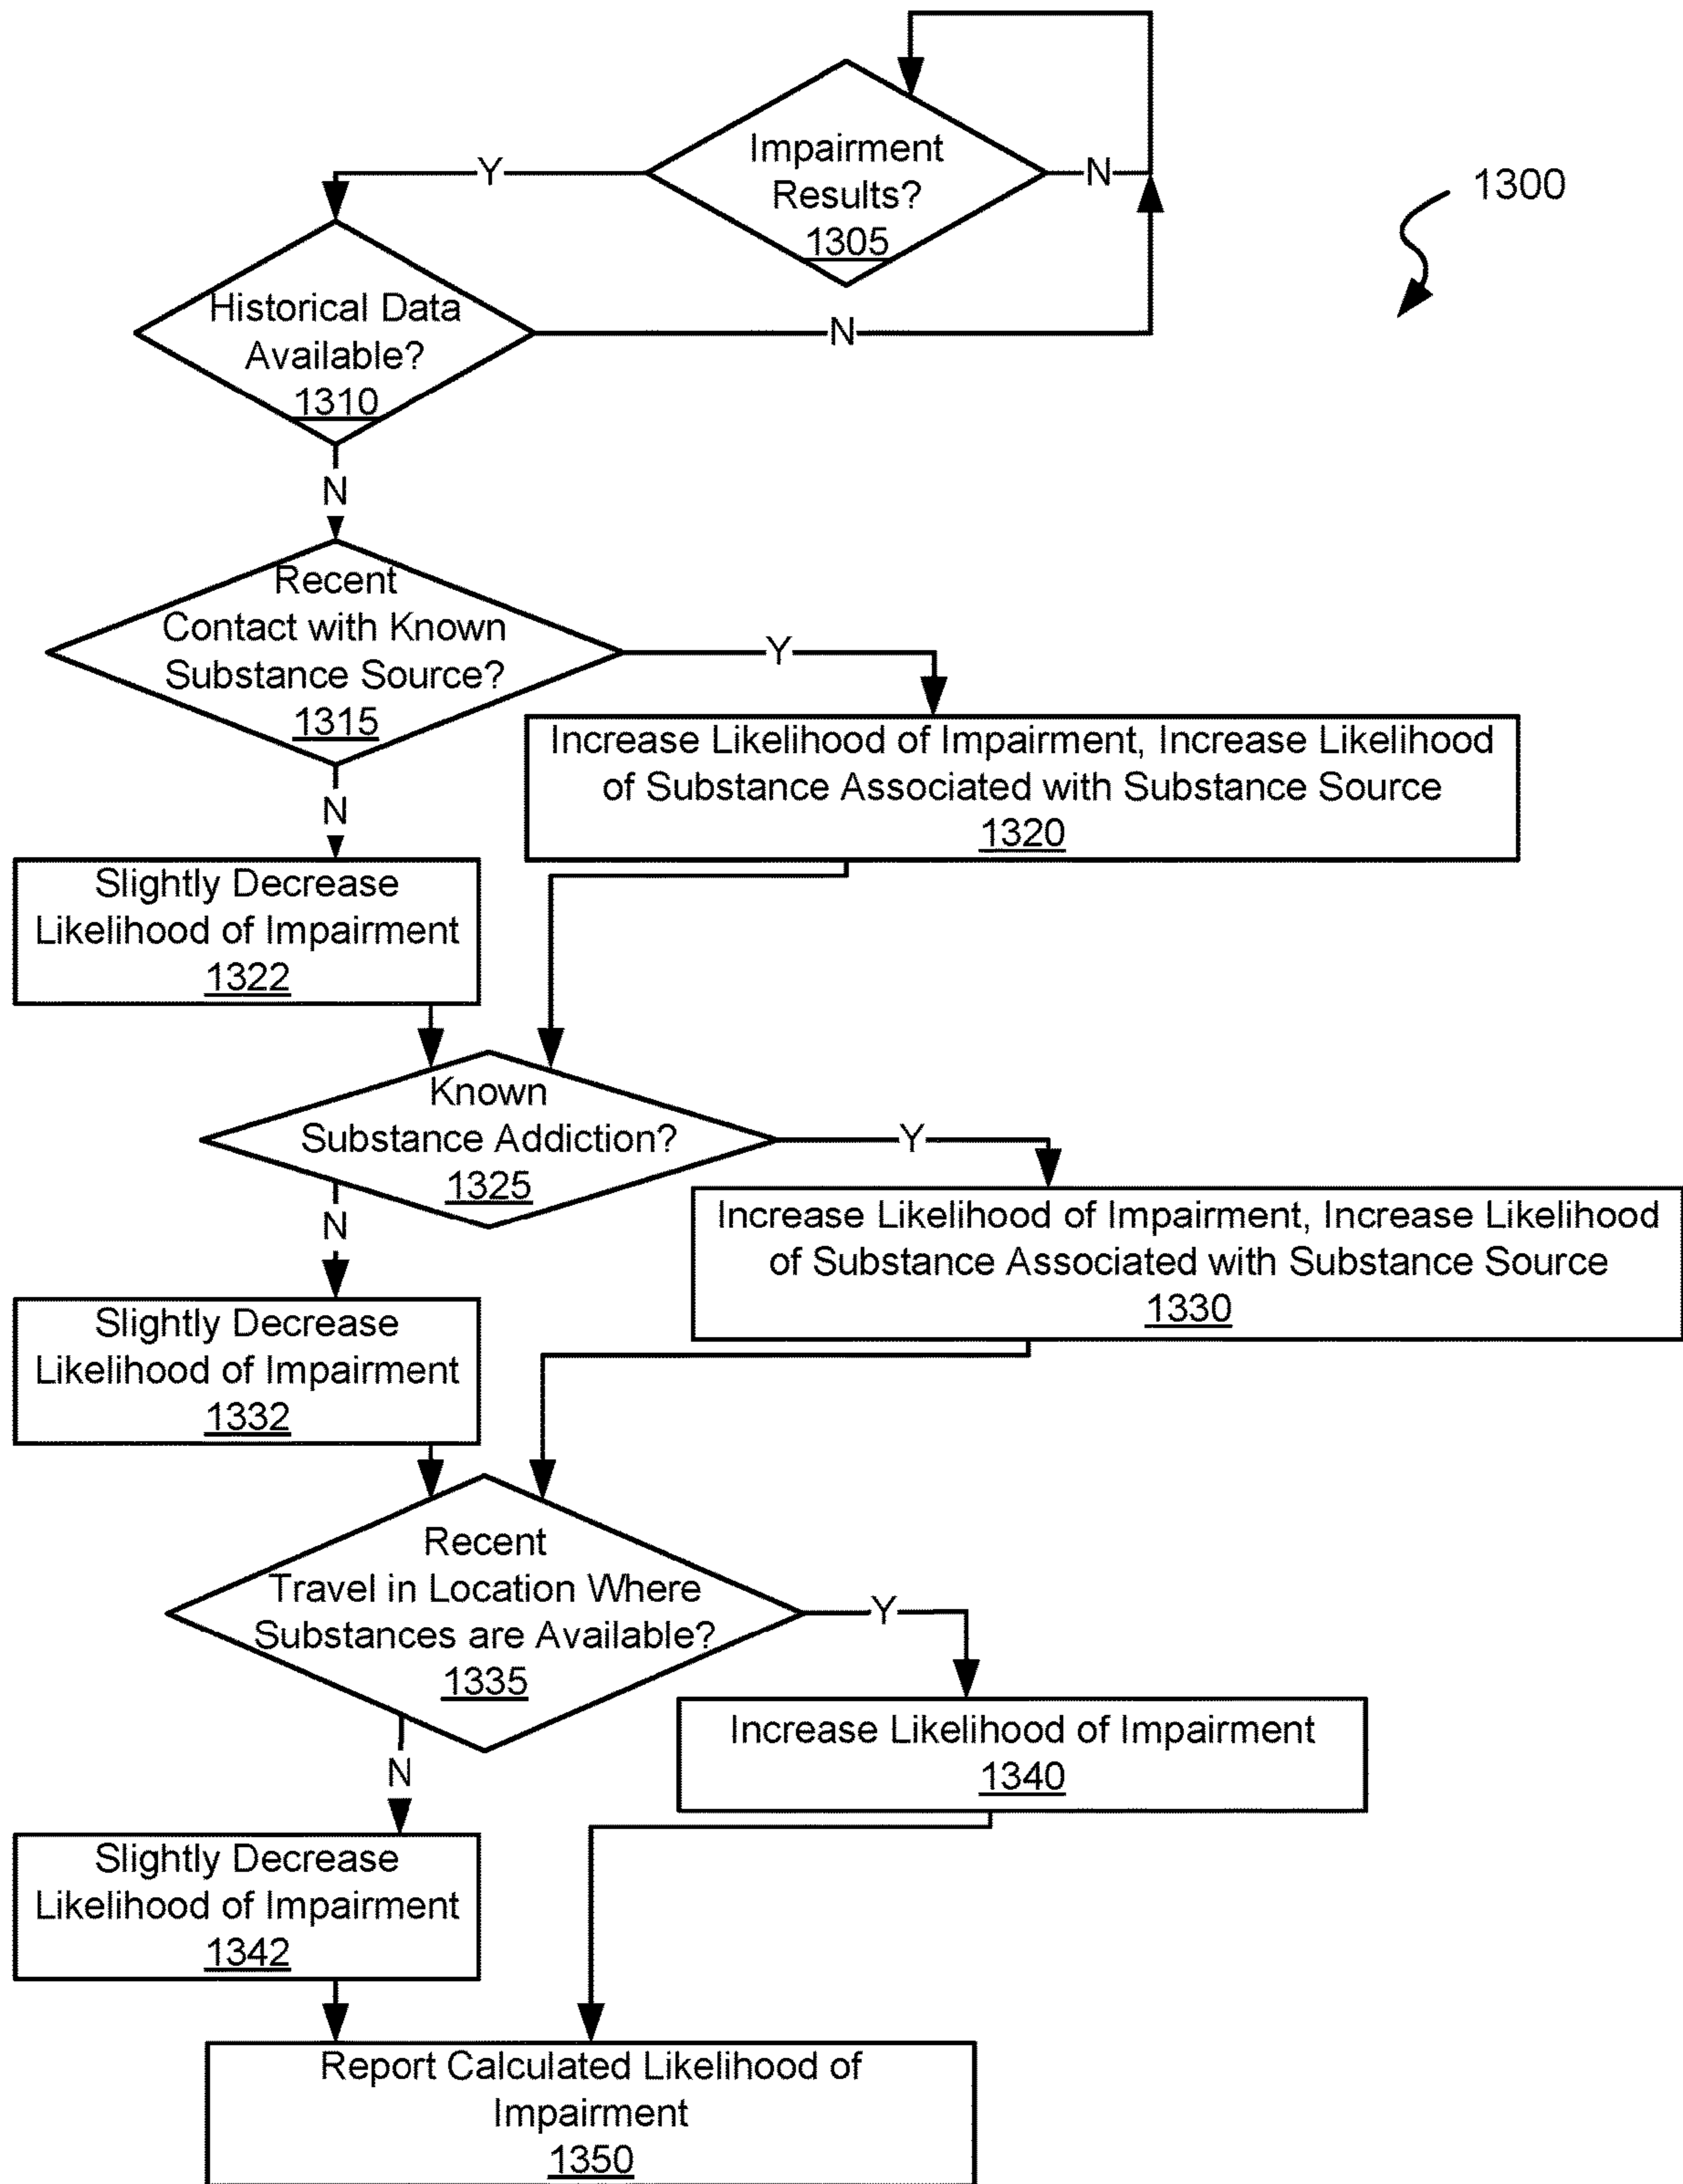 Impairment
Results?
1305
Y
N
1300
Historical Data
Available?
1310
N
N
Recent
Contact with Known
Substance Source?
1315
Y
Increase Likelihood of Impairment, Increase Likelihood
of Substance Associated with Substance Source
1320
N
Slightly Decrease
Likelihood of Impairment
1322
Known
Substance Addiction?
1325
Y
Increase Likelihood of Impairment, Increase Likelihood
of Substance Associated with Substance Source
1330
N
Slightly Decrease
Likelihood of Impairment
1332
Recent
Travel in Location Where
Substances are Available?
1335
Y
Increase Likelihood of Impairment
1340
N
Slightly Decrease
Likelihood of Impairment
1342
Report Calculated Likelihood of
Impairment
1350